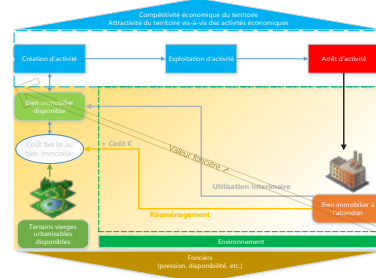 Compétitivité économique du territoire
Attractivité du territoire vis-à-vis des activités économiques
Création d'activité
Exploitation d'activité
Arrêt d'activité
Bien immobilier
disponible
Coût fixe lié au
bien immobilier
+ Coût €
Valeur foncière
Utilisation interimaire
Réaménagement
Bien immobilier à
l'abandon
Terrains vierges
urbanisables
disponibles
Environnement
Fonciers
(pression, disponibilité, etc.)